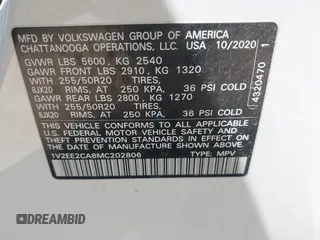 MFD BY VOLKSWAGEN GROUP OF AMERICA
CHATTANOOGA OPERATIONS, LLC. USA 10/2020
GVWR LBS 5600, KG 2540
GAWR FRONT LBS 2910, KG 1320
WITH 255/50R20 TIRES,
8JX20 RIMS, AT 250 KPA, 36 PSI COLD
GAWR REAR LBS 2800, KG 1270
WITH 255/50R20 TIRES,
8JX20 RIMS, AT 250 KPA, 36 PSI COLD
THIS VEHICLE CONFORMS TO ALL APPLICABLE U.S.
FEDERAL MOTOR VEHICLE SAFETY STANDARDS IN
EFFECT ON THE DATE OF MANUFACTURE SHOWN ABOVE.
1V2EE2CA8MC202806 TYPE: MPV
4320470 1
AUTOBIDMASTER